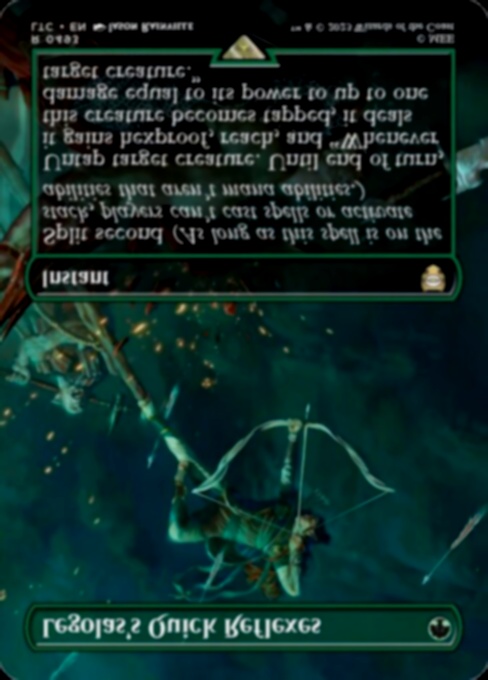 Legolas's Quick Reflexes
Instant
Split second (As long as this spell is on the
stack, players can't cast spells or activate
abilities that aren't mana abilities.)
Untap target creature. Until end of turn,
it gains hexproof, reach, and "Whenever
this creature becomes tapped, it deals
damage equal to its power to up to one
target creature."
R 0493
LTC • EN Jason Rainville
© MEE
™ & © 2023 Wizards of the Coast